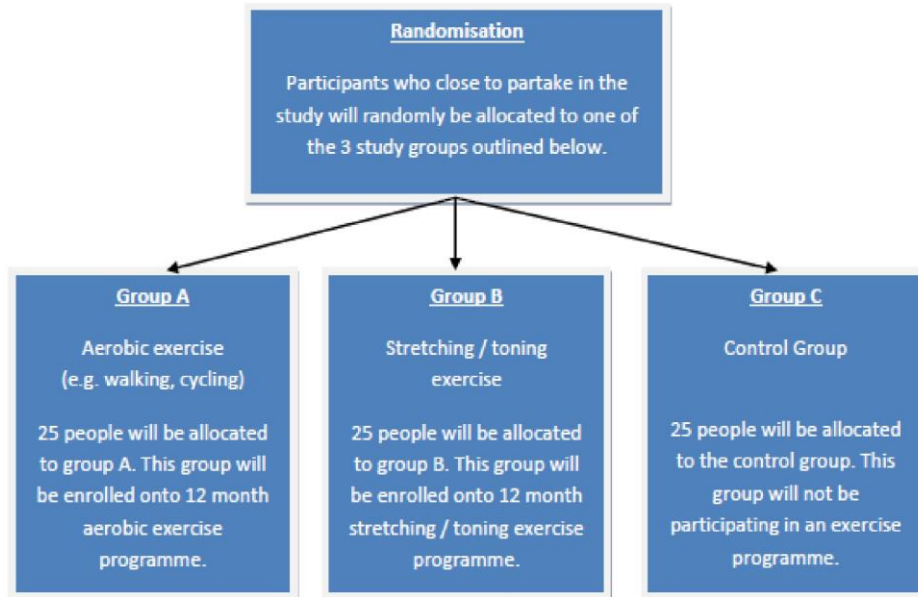 Randomisation
Participants who close to partake in the
study will randomly be allocated to one of
the 3 study groups outlined below.
Group A
Aerobic exercise
(e.g. walking, cycling)
25 people will be allocated
to group A. This group will
be enrolled onto 12 month
aerobic exercise
programme.
Group B
Stretching / toning
exercise
25 people will be allocated
to group B. This group will
be enrolled onto 12 month
stretching / toning exercise
programme.
Group C
Control Group
25 people will be allocated
to the control group. This
group will not be
participating in an exercise
programme.